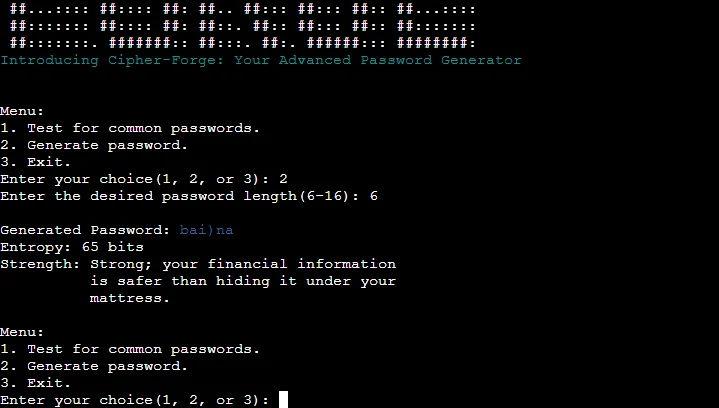 ##...:::: ## :::: ##: ##.. ##:::: ##::: ##:: ##...::::
##::::::: ## :::: ##: ##::. ##:: ##::: ##:: ##:::::::
##:::::::. #######:: ##:::. ##:. ######::: ########:
Introducing Cipher-Forge: Your Advanced Password Generator
Menu:
1. Test for common passwords.
2. Generate password.
3. Exit.
Enter your choice(1, 2, or 3): 2
Enter the desired password length(6-16): 6
Generated Password: bai)na
Entropy: 65 bits
Strength: Strong; your financial information
is safer than hiding it under your
mattress.
Menu:
1. Test for common passwords.
2. Generate password.
3. Exit.
Enter your choice(1, 2, or 3):